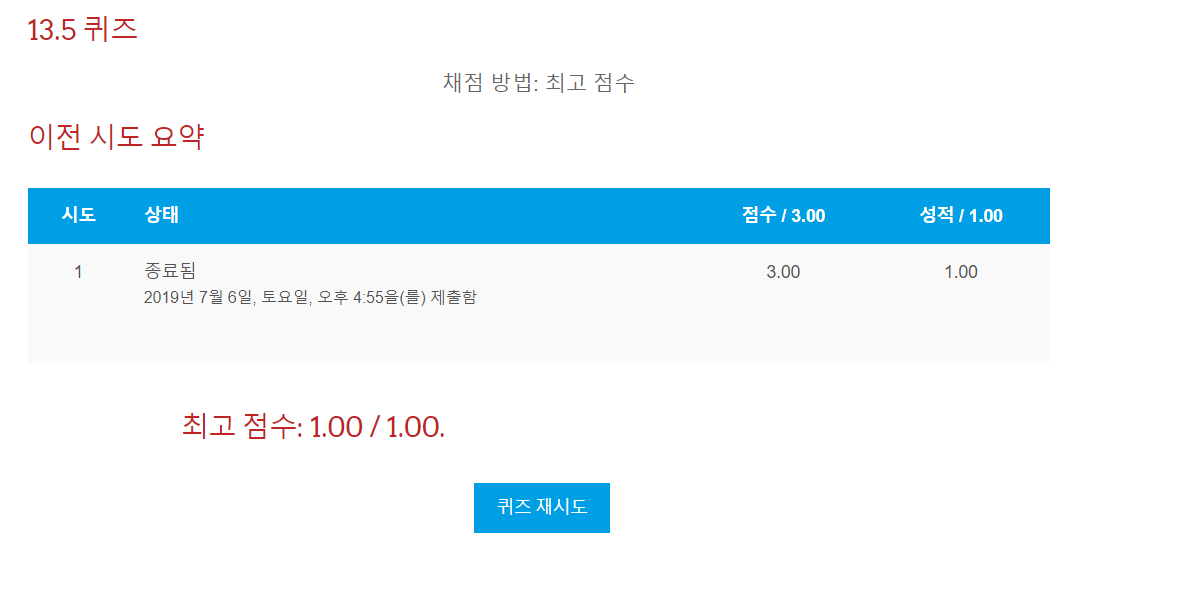 13.5 퀴즈
채점 방법: 최고 점수
이전 시도 요약
시도 상태 점수 / 3.00 성적 / 1.00
1 종료됨 3.00 1.00
2019년 7월 6일, 토요일, 오후 4:55을(를) 제출함
최고 점수: 1.00 / 1.00.
퀴즈 재시도